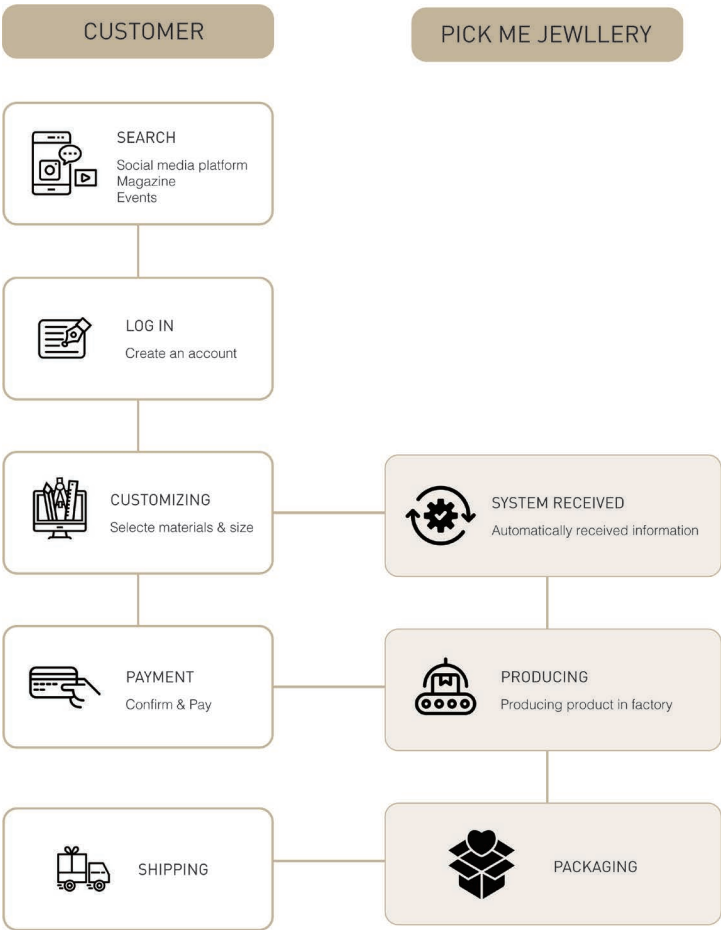 CUSTOMER
PICK ME JEWLLERY
SEARCH
Social media platform
Magazine
Events
LOG IN
Create an account
CUSTOMIZING
Selecte materials & size
SYSTEM RECEIVED
Automatically received information
PAYMENT
Confirm & Pay
PRODUCING
Producing product in factory
SHIPPING
PACKAGING